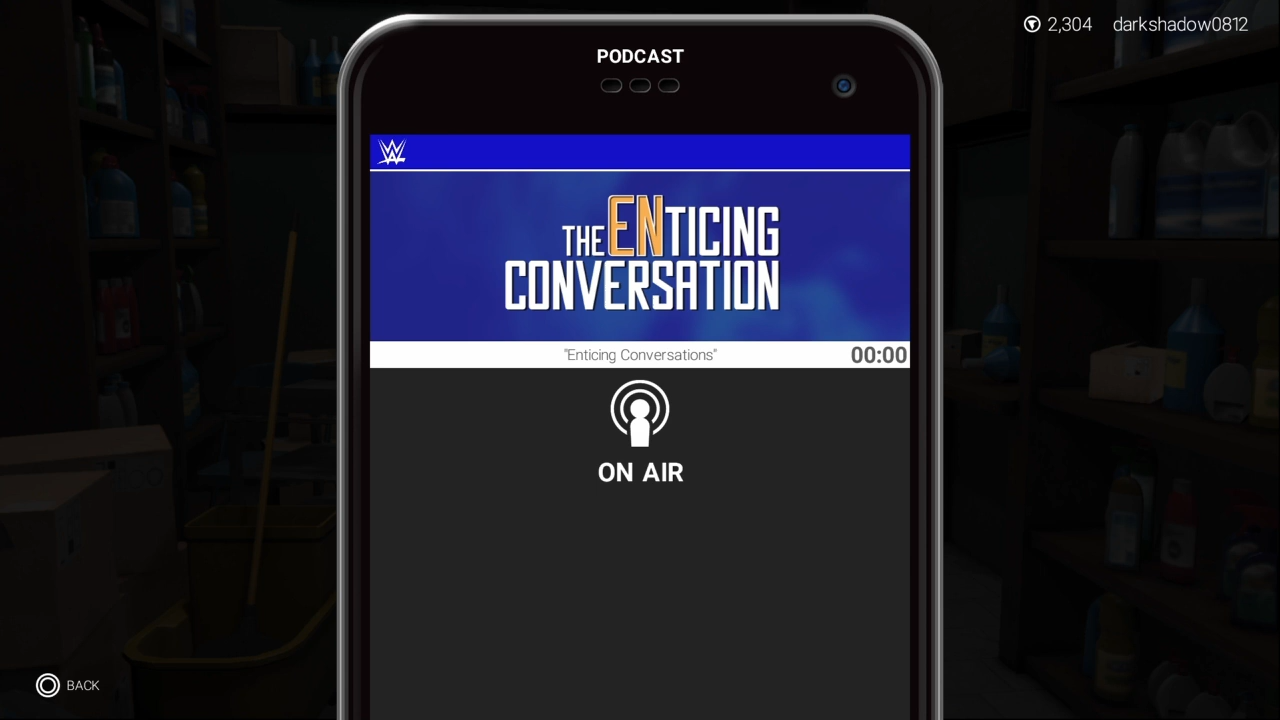 2,304 darkshadow0812
PODCAST
W
THE ENTICING
CONVERSATION
"Enticing Conversations" 00:00
ON AIR
BACK